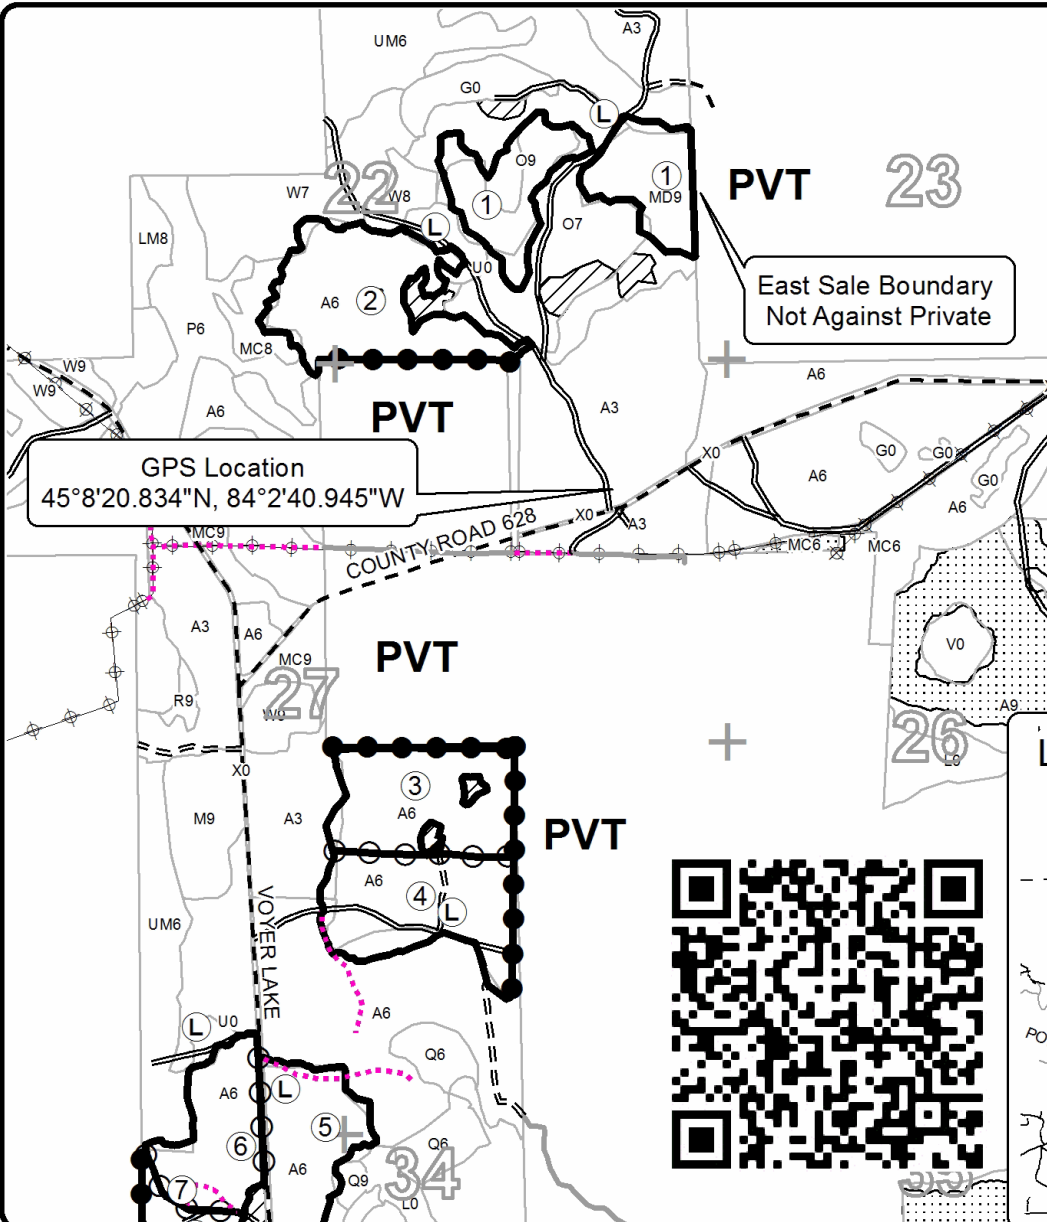 A3
UM6
G0
L
O9
1
1
MD9
PVT
23
22
W7
W8
L
O7
LM8
U0
East Sale Boundary
Not Against Private
A6
2
P6
MC8
W9
W9
A6
PVT
A3
A6
X0
G0
G0
G0
A6
A6
GPS Location
45°8'20.834"N, 84°2'40.945"W
MC9
COUNTY ROAD 628
X0
A3
MC6
MC6
A3
A6
MC9
PVT
V0
27
R9
W9
A9
26
L6
X0
3
A6
M9
A3
PVT
A6
4
L
UM6
VOYER LAKE
L
U0
A6
Q6
A6
L
5
6
A6
Q6
Q9
34
7
L0
35
PO